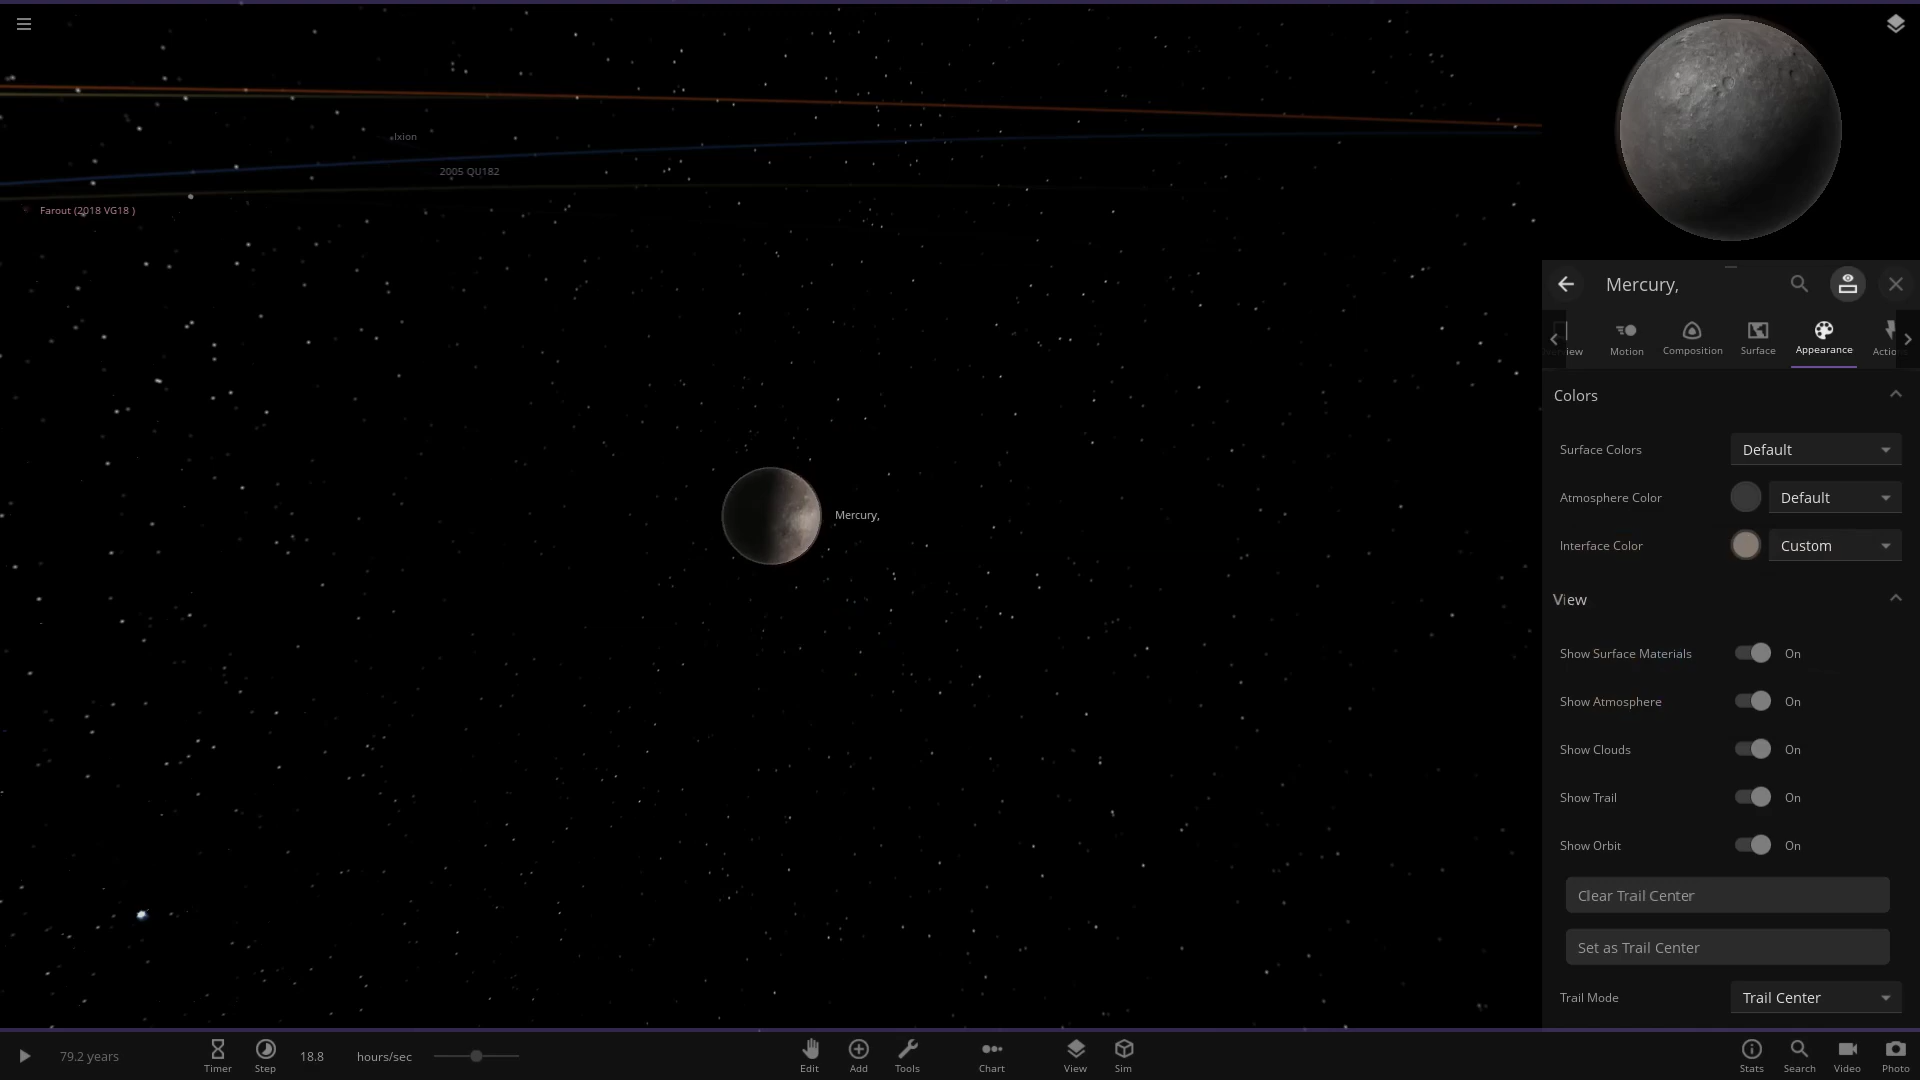 Ixion
2005 QU182
Farout (2018 VG18 )
Mercury,
Mercury,
Motion
Composition
Surface
Appearance
Colors
Surface Colors
Default
Atmosphere Color
Default
Interface Color
Custom
View
Show Surface Materials
On
Show Atmosphere
On
Show Clouds
On
Show Trail
On
Show Orbit
On
Clear Trail Center
Set as Trail Center
Trail Mode
Trail Center
79.2 years
Timer
Step
18.8
hours/sec
Edit
Add
Tools
Chart
View
Sim
Stats
Search
Video
Photo